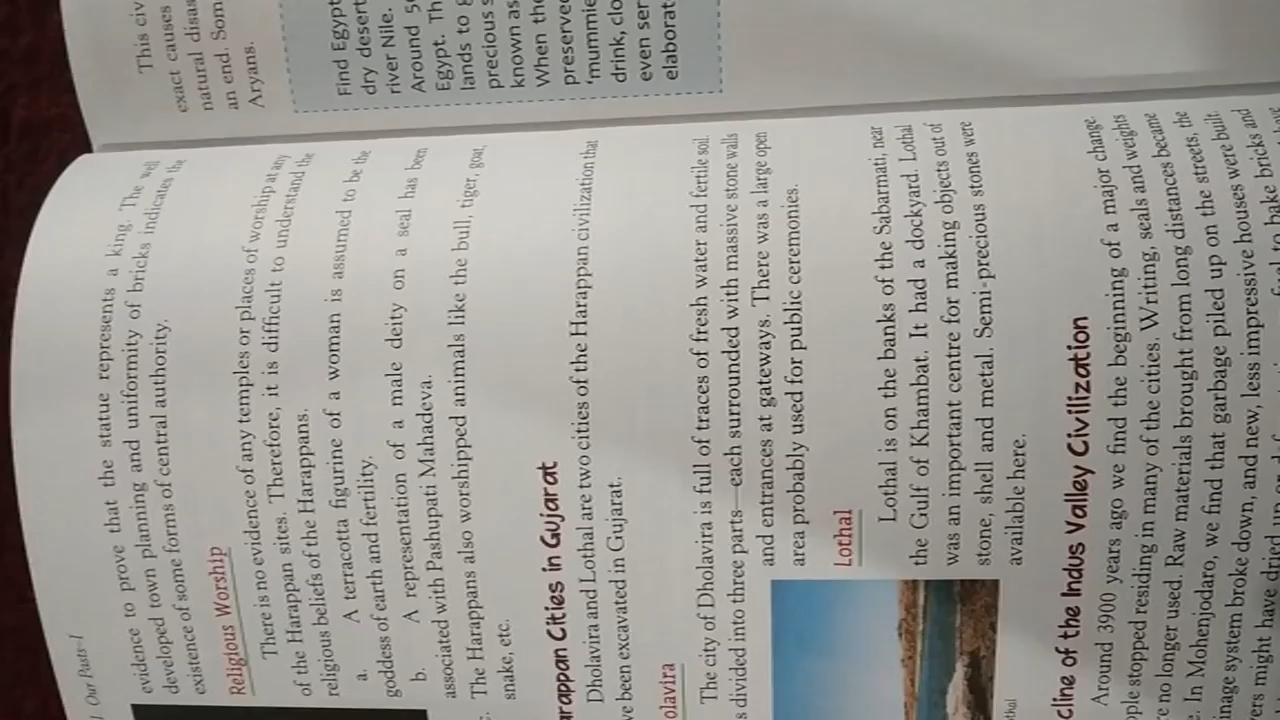 Our Pasts–I
evidence to prove that the statue represents a king. The well
developed town planning and uniformity of bricks indicates the
existence of some forms of central authority.
Religious Worship
There is no evidence of any temples or places of worship at any
of the Harappan sites. Therefore, it is difficult to understand the
religious beliefs of the Harappans.
a. A terracotta figurine of a woman is assumed to be the
goddess of earth and fertility.
b. A representation of a male deity on a seal has been
associated with Pashupati Mahadeva.
The Harappans also worshipped animals like the bull, tiger, goat,
snake, etc.
arappan Cities in Gujarat
Dholavira and Lothal are two cities of the Harappan civilization that
ve been excavated in Gujarat.
olavira
The city of Dholavira is full of traces of fresh water and fertile soil.
s divided into three parts—each surrounded with massive stone walls
and entrances at gateways. There was a large open
area probably used for public ceremonies.
Lothal
Lothal is on the banks of the Sabarmati, near
the Gulf of Khambat. It had a dockyard. Lothal
was an important centre for making objects out of
stone, shell and metal. Semi-precious stones were
available here.
thal
cline of the Indus Valley Civilization
Around 3900 years ago we find the beginning of a major change.
ple stopped residing in many of the cities. Writing, seals and weights
e no longer used. Raw materials brought from long distances became
. In Mohenjodaro, we find that garbage piled up on the streets, the
inage system broke down, and new, less impressive houses were built
vers might have dried up to bake bricks and
This civ
exact causes
natural disas
an end. Som
Aryans.
Find Egypt
dry desert
river Nile.
Around 5
Egypt. Th
lands to g
precious s
known as
When the
preserved
'mummie
drink, clo
even ser
elaborat